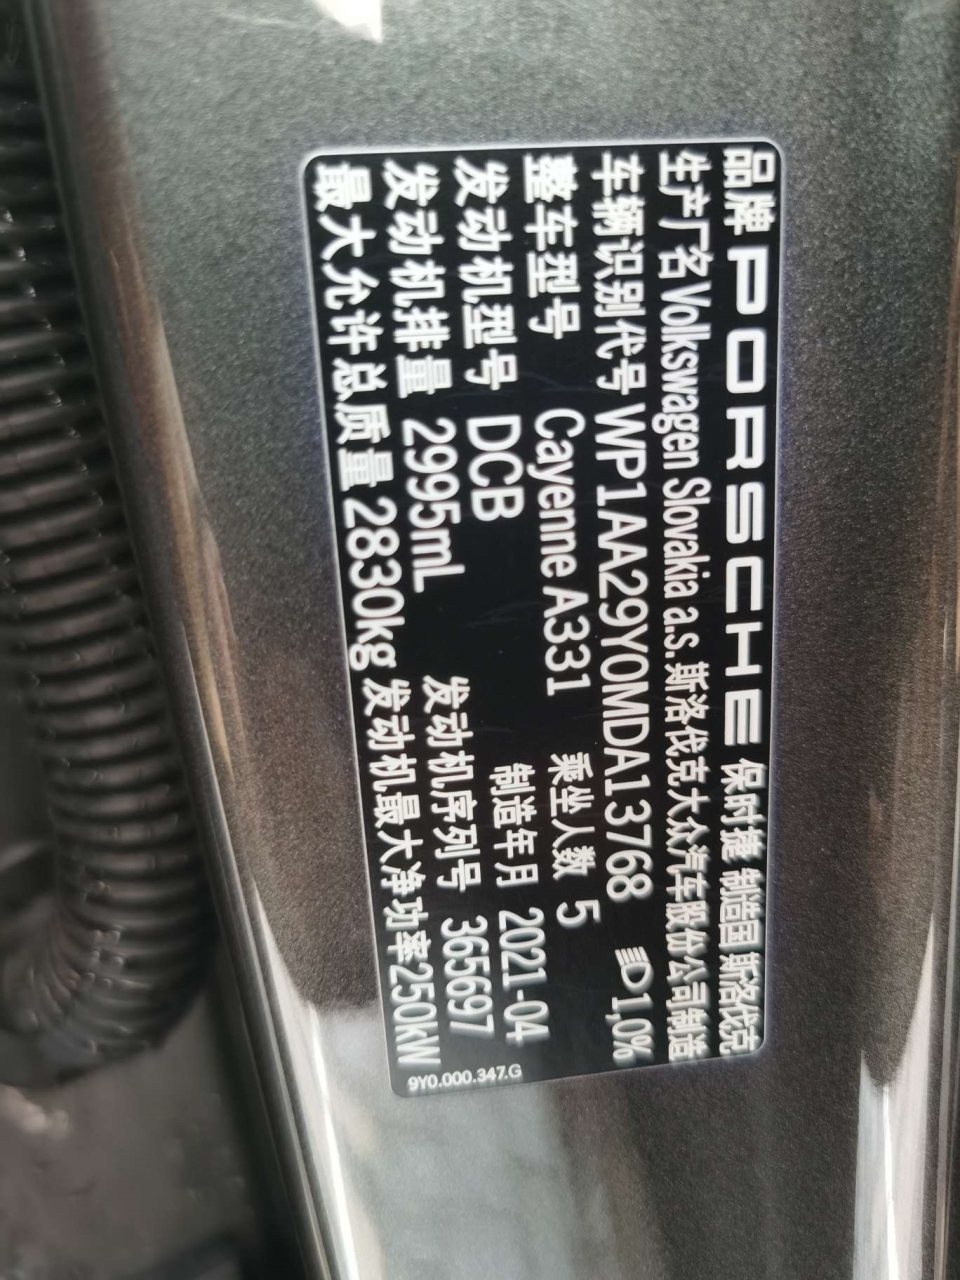 品牌 PORSCHE 保时捷 制造国 斯洛伐克
生产厂名 Volkswagen Slovakia a.s. 斯洛伐克大众汽车股份公司制造
车辆识别代号 WP1AA29Y0MDA13768 1,0%
整车型号 Cayenne A331 乘坐人数 5
发动机型号 DCB 制造年月 2021-04
发动机排量 2995mL 发动机序列号 365697
最大允许总质量 2830kg 发动机最大净功率250kW
9Y0.000.347.G